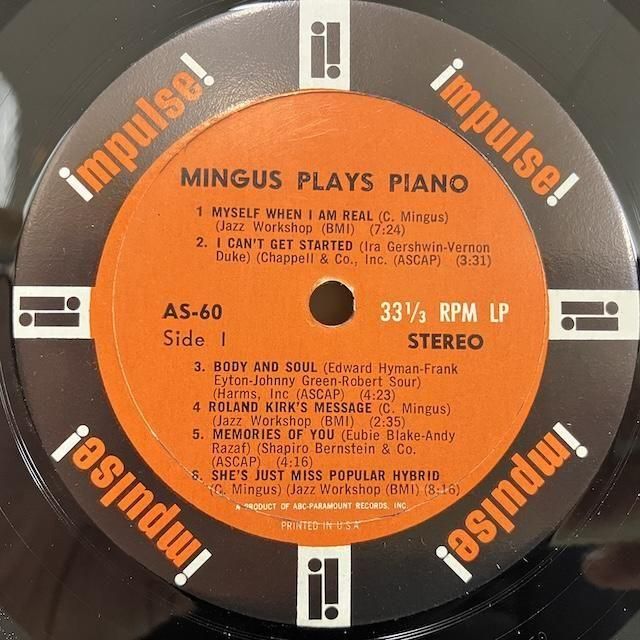 impulse!
impulse!
MINGUS PLAYS PIANO
1 MYSELF WHEN I AM REAL (C. Mingus)
(Jazz Workshop (BMI) (7:24)
2. I CAN'T GET STARTED (Ira Gershwin-Vernon
Duke) (Chappell & Co., Inc. (ASCAP) (3:31)
AS-60
33 1/3 RPM LP
Side I
STEREO
3. BODY AND SOUL (Edward Hyman-Frank
Eyton-Johnny Green-Robert Sour)
(Harms, Inc (ASCAP) (4:23)
4 ROLAND KIRK'S MESSAGE (C. Mingus)
(Jazz Workshop (BMI) (2:35)
5. MEMORIES OF YOU (Eubie Blake-Andy
Razaf) (Shapiro Bernstein & Co.
(ASCAP) (4:16)
6. SHE'S JUST MISS POPULAR HYBRID
(C. Mingus) (Jazz Workshop (BMI) (8:16)
A PRODUCT OF ABC-PARAMOUNT RECORDS, INC.
PRINTED IN U.S.A
impulse!
impulse!